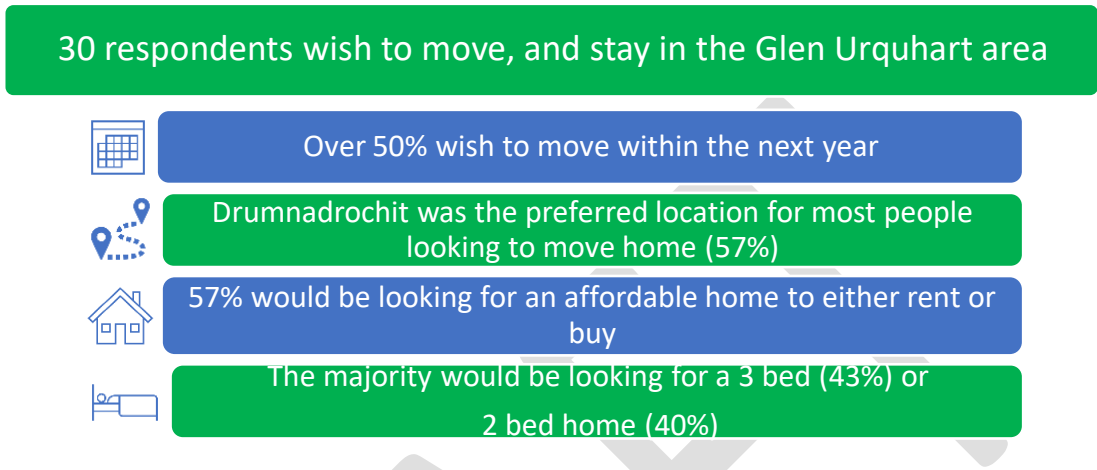 30 respondents wish to move, and stay in the Glen Urquhart area
Over 50% wish to move within the next year
Drumnadrochit was the preferred location for most people
looking to move home (57%)
57% would be looking for an affordable home to either rent or
buy
The majority would be looking for a 3 bed (43%) or
2 bed home (40%)